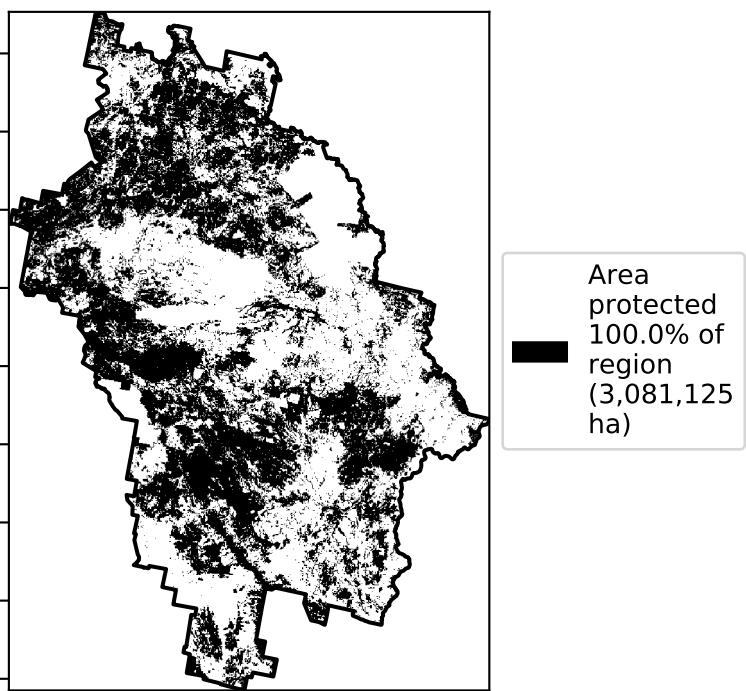 Area
protected
100.0% of
region
(3,081,125
ha)